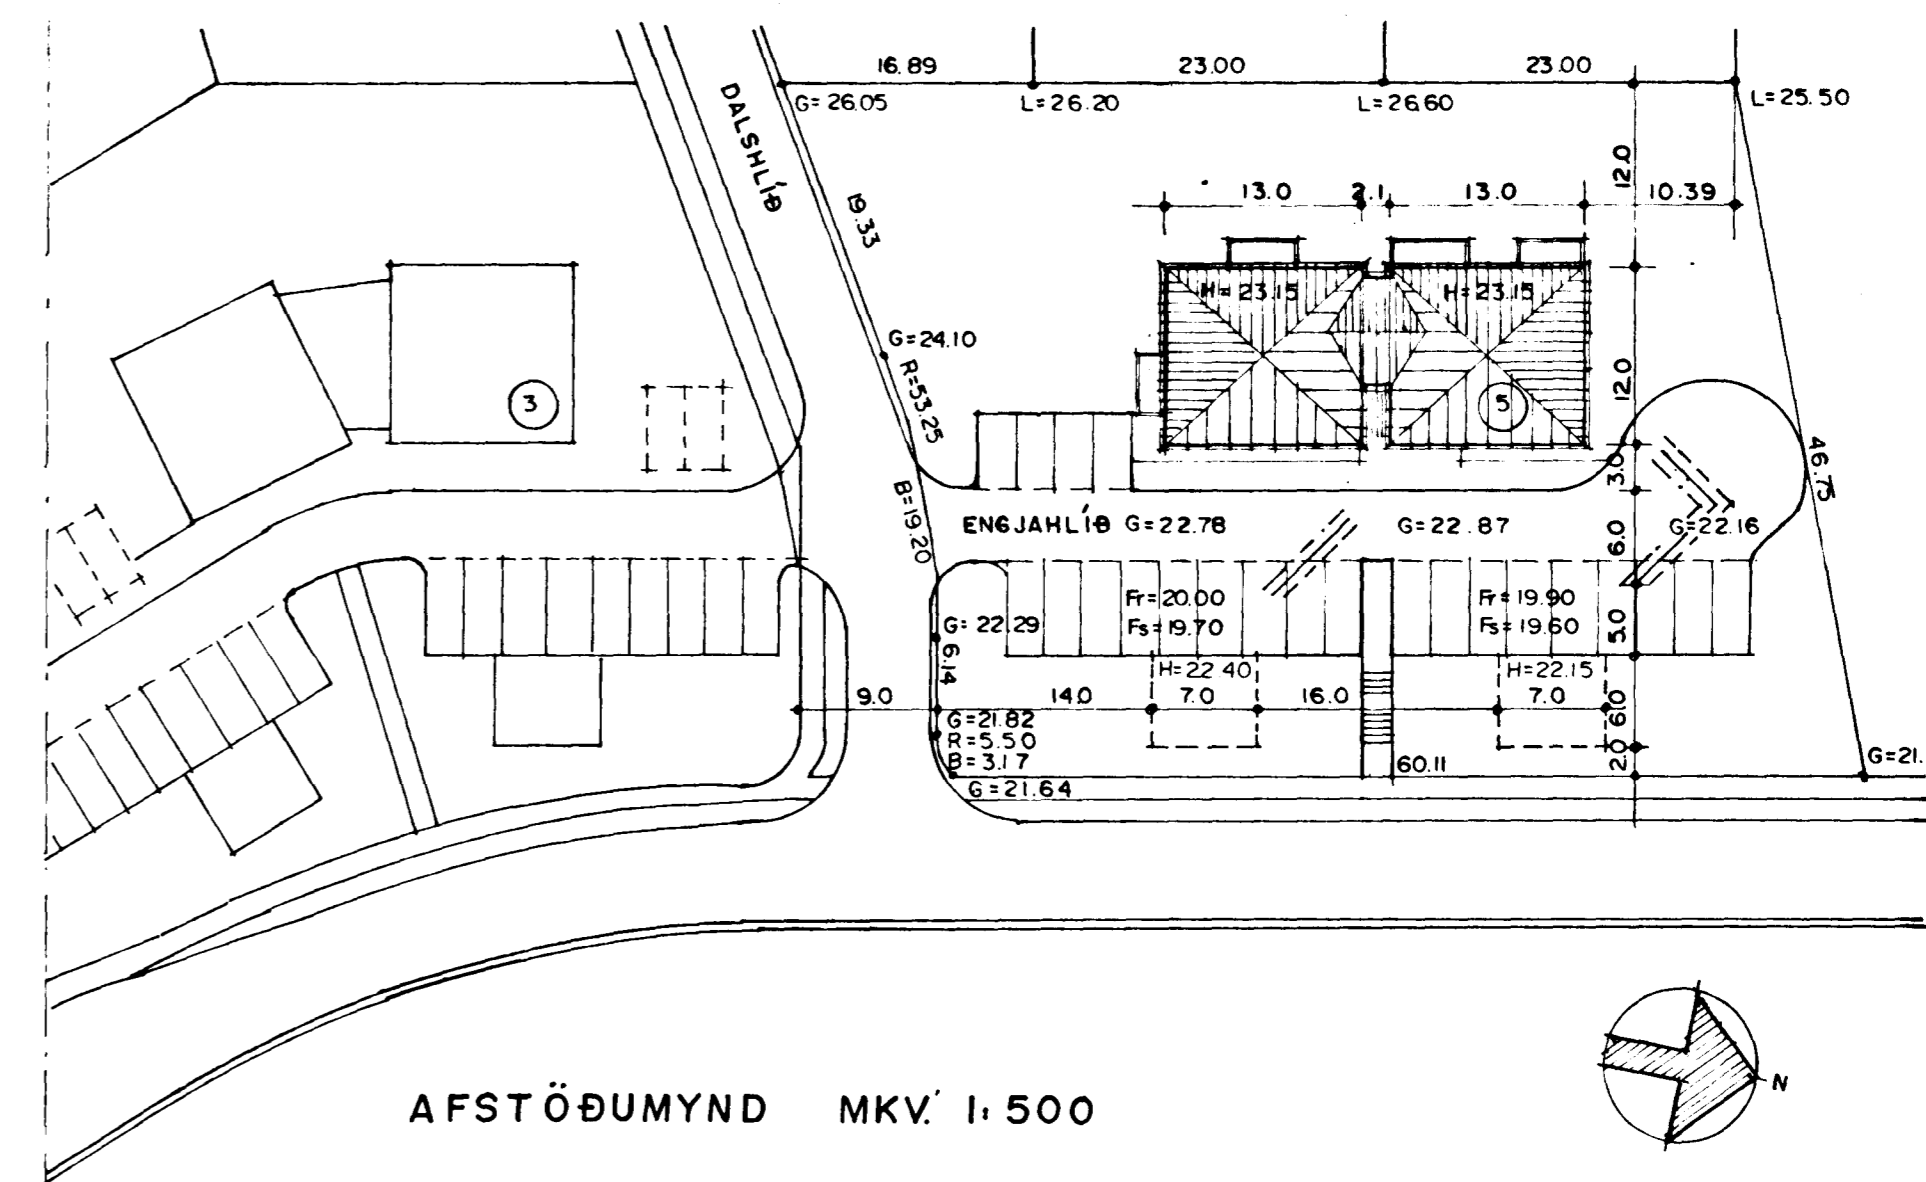 16.89
23.00
23.00
G=26.05
L=26.20
L=26.60
L=25.50
DALSHLÍÐ
12.0
13.0
2.1
13.0
10.39
19.33
H=23.15
H=23.15
G=24.10
R=53.25
12.0
3
5
46.75
3.0
B=19.20
ENGJAHLÍÐ G=22.78
G=22.87
G=22.16
6.0
Fr=20.00
Fs=19.70
Fr=19.90
Fs=19.60
5.0
G=22.29
6.14
H=22.40
H=22.15
9.0
14.0
7.0
16.0
7.0
6.0
G=21.82
R=5.50
B=3.17
G=21.64
60.11
2.0
G=21.
N
AFSTÖÐUMYND MKV. 1:500